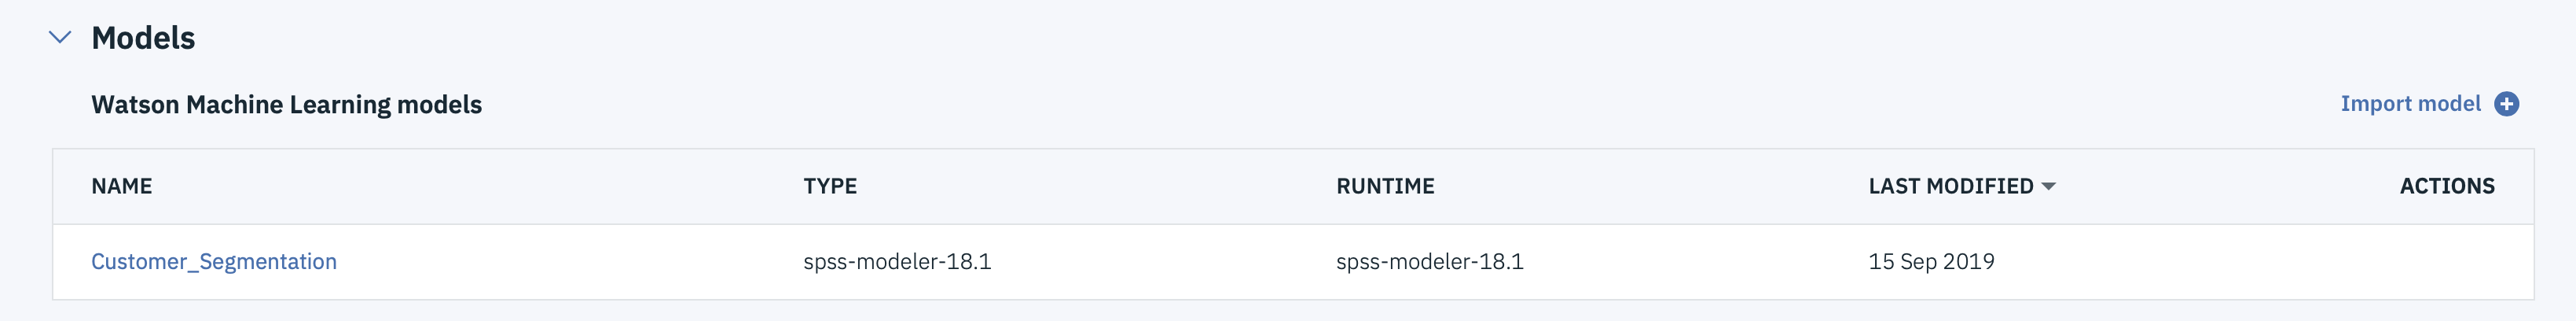 Models
Watson Machine Learning models
Import model
NAME TYPE RUNTIME LAST MODIFIED ACTIONS
Customer_Segmentation spss-modeler-18.1 spss-modeler-18.1 15 Sep 2019